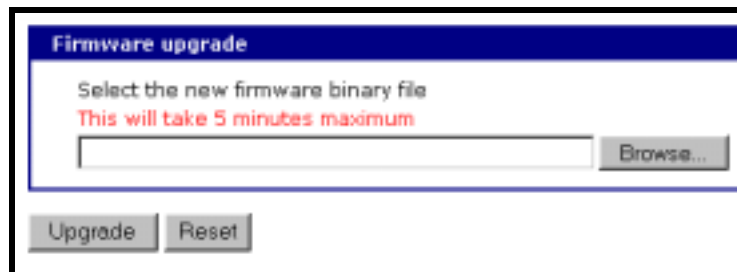 Firmware upgrade
Select the new firmware binary file
This will take 5 minutes maximum
Browse...
Upgrade Reset